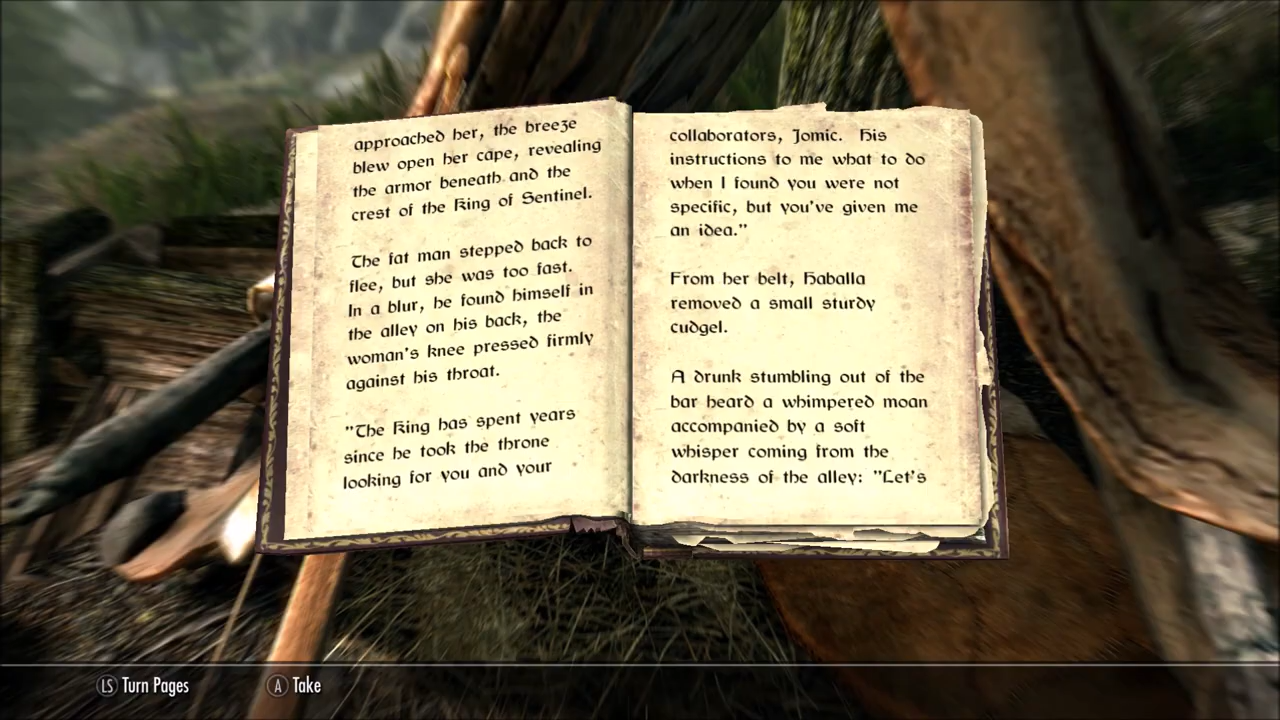 approached her, the breeze
blew open her cape, revealing
the armor beneath and the
crest of the King of Sentinel.
The fat man stepped back to
flee, but she was too fast.
In a blur, he found himself in
the alley on his back, the
woman's knee pressed firmly
against his throat.
"The King has spent years
since he took the throne
looking for you and your
collaborators, Jomic. His
instructions to me what to do
when I found you were not
specific, but you've given me
an idea."
From her belt, Haballa
removed a small sturdy
cudgel.
A drunk stumbling out of the
bar heard a whimpered moan
accompanied by a soft
whisper coming from the
darkness of the alley: "Let's
LS Turn Pages
A Take